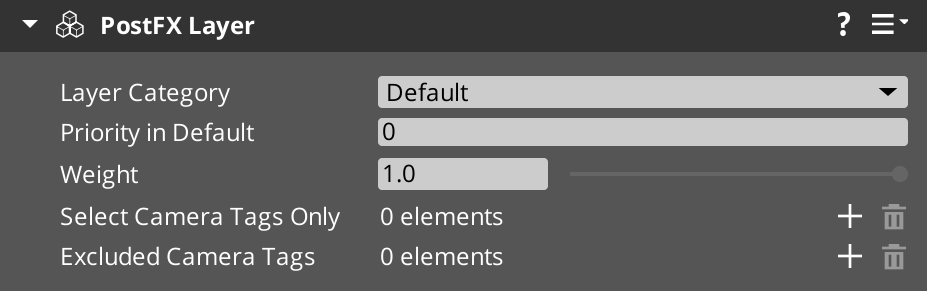 PostFX Layer ?
Layer Category Default
Priority in Default 0
Weight 1.0
Select Camera Tags Only 0 elements
Excluded Camera Tags 0 elements